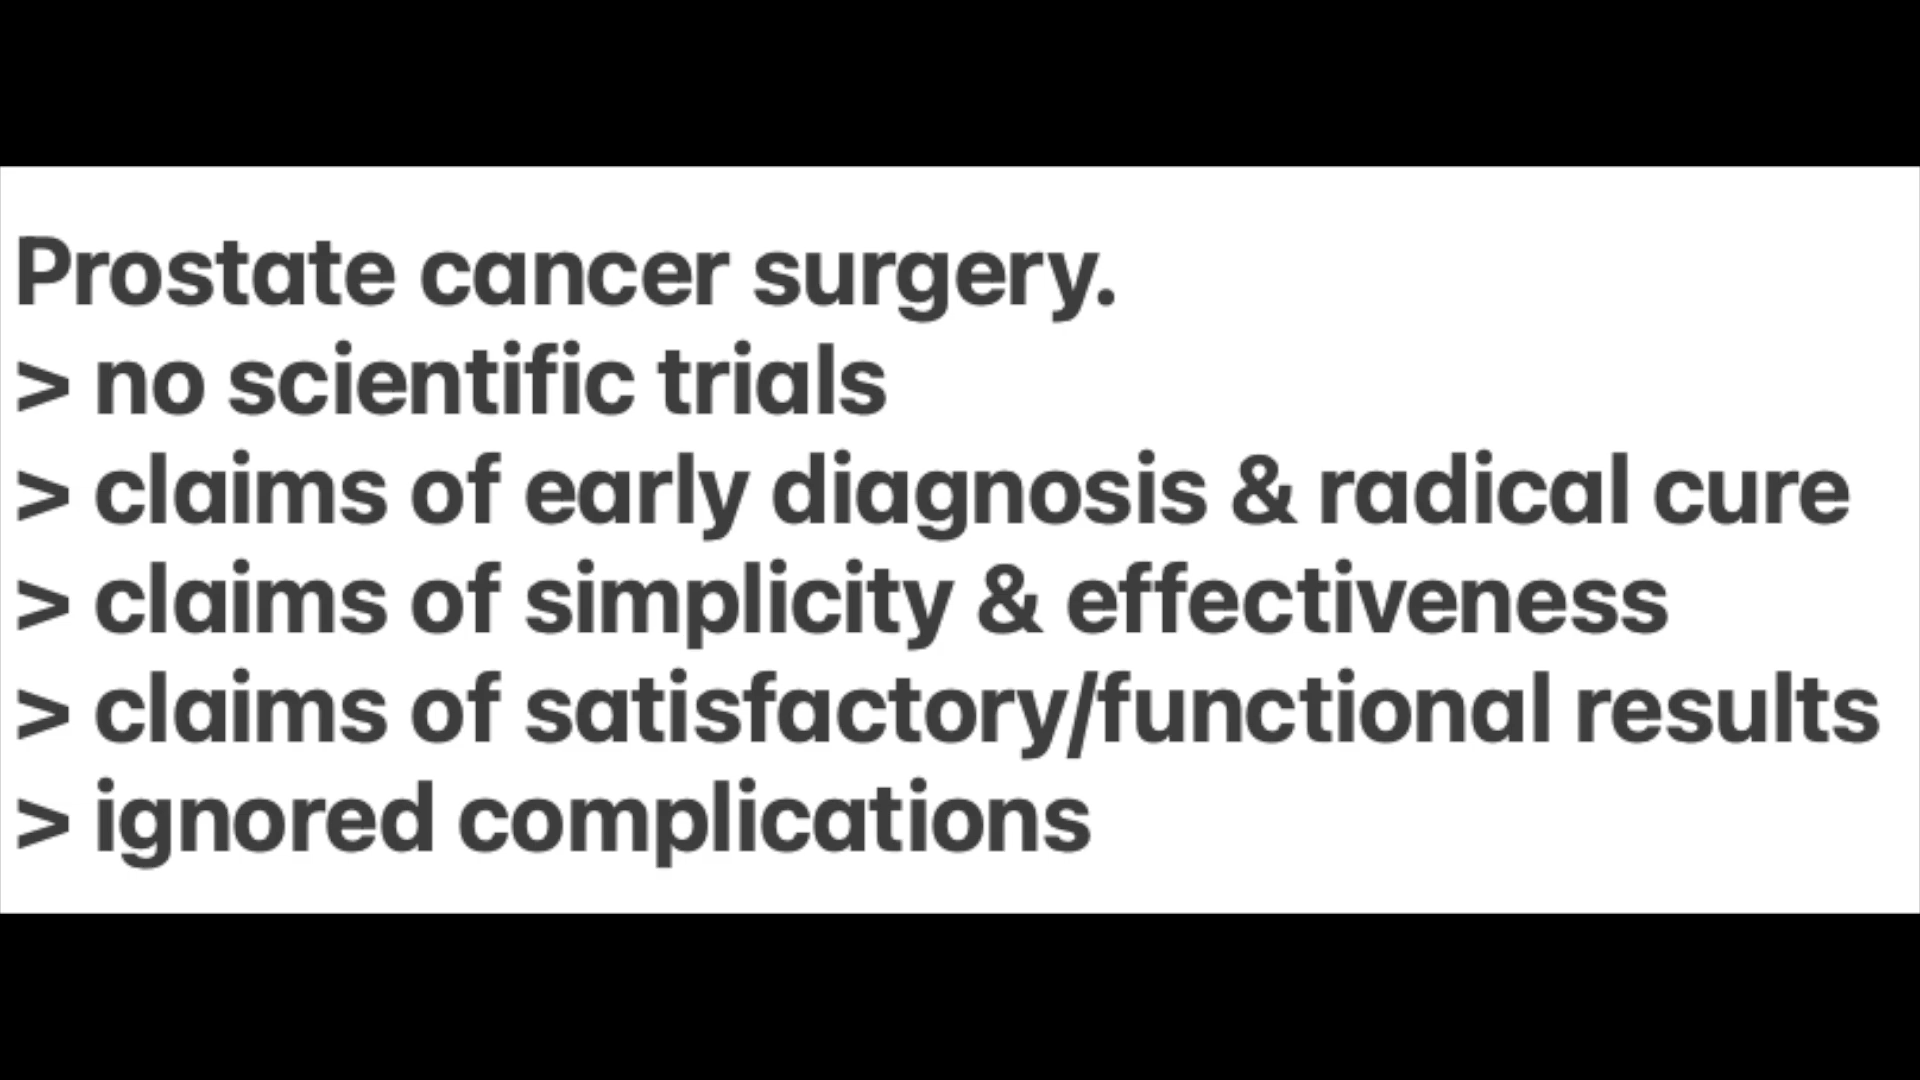 Prostate cancer surgery.
> no scientific trials
> claims of early diagnosis & radical cure
> claims of simplicity & effectiveness
> claims of satisfactory/functional results
> ignored complications